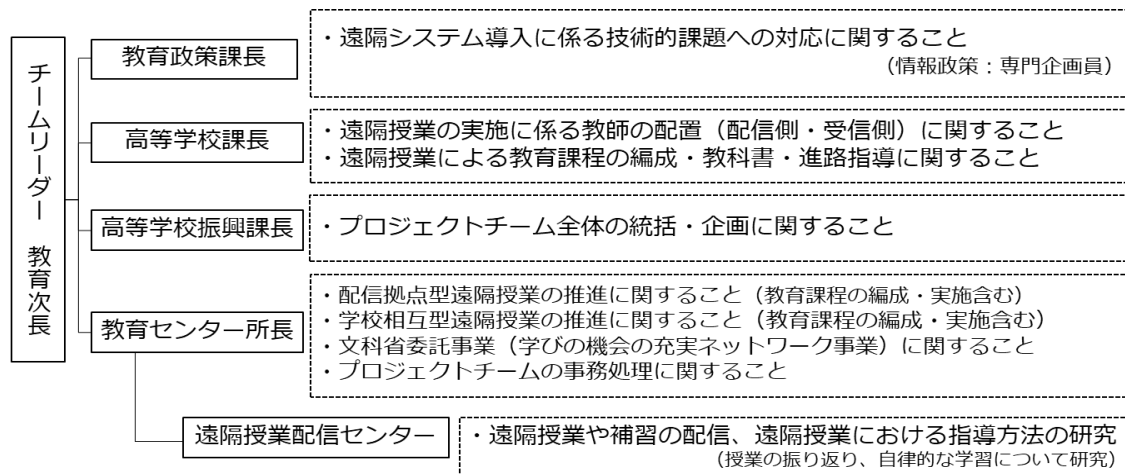 チームリーダー　教育次長
教育政策課長
・遠隔システム導入に係る技術的課題への対応に関すること
（情報政策：専門企画員）
高等学校課長
・遠隔授業の実施に係る教師の配置（配信側・受信側）に関すること
・遠隔授業による教育課程の編成・教科書・進路指導に関すること
高等学校振興課長
・プロジェクトチーム全体の統括・企画に関すること
教育センター所長
・配信拠点型遠隔授業の推進に関すること（教育課程の編成・実施含む）
・学校相互型遠隔授業の推進に関すること（教育課程の編成・実施含む）
・文科省委託事業（学びの機会の充実ネットワーク事業）に関すること
・プロジェクトチームの事務処理に関すること
遠隔授業配信センター
・遠隔授業や補習の配信、遠隔授業における指導方法の研究
（授業の振り返り、自律的な学習について研究）